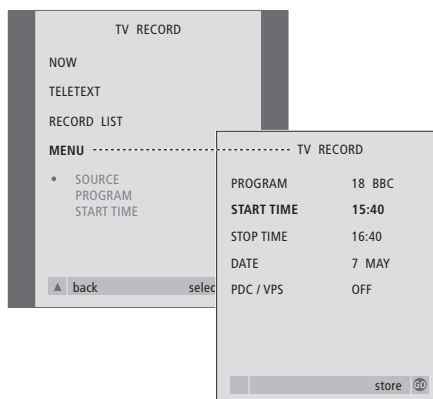 TV RECORD
NOW
TELETEXT
RECORD LIST
MENU
• SOURCE
PROGRAM
START TIME
back
TV RECORD
PROGRAM 18 BBC
START TIME 15:40
STOP TIME 16:40
DATE 7 MAY
PDC / VPS OFF
store GO